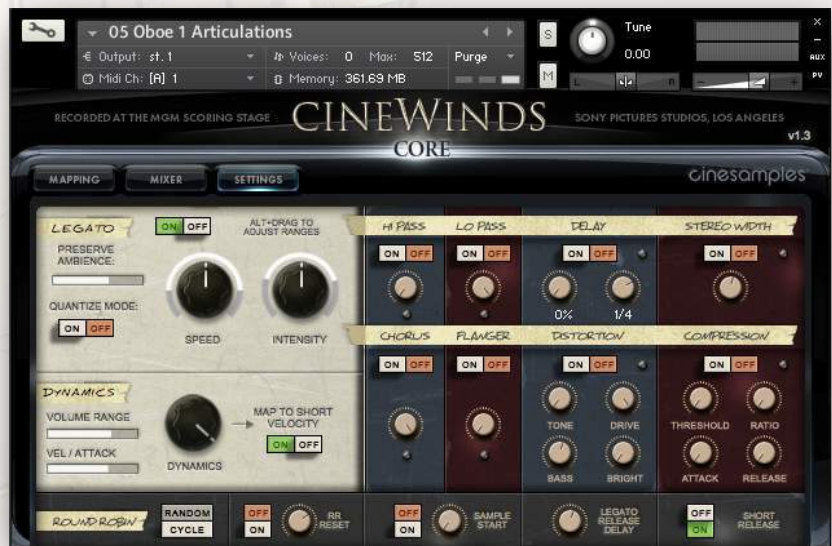 05 Oboe 1 Articulations
Output: st.1 Voices: 0 Max: 512 Purge
Midi Ch: [A] 1 Memory: 361.69 MB
S
M
Tune
0.00
L R
- +
×
–
AUX
PV
RECORDED AT THE MGM SCORING STAGE
CINEWINDS
CORE
SONY PICTURES STUDIOS, LOS ANGELES
v1.3
MAPPING MIXER SETTINGS
cinesamples
LEGATO
ON OFF
ALT+DRAG TO
ADJUST RANGES
PRESERVE
AMBIENCE:
QUANTIZE MODE:
ON OFF
SPEED INTENSITY
HI PASS LO PASS DELAY STEREO WIDTH
ON OFF ON OFF ON OFF ON OFF
0% 1/4
CHORUS FLANGER DISTORTION COMPRESSION
ON OFF ON OFF ON OFF ON OFF
TONE DRIVE THRESHOLD RATIO
BASS BRIGHT ATTACK RELEASE
DYNAMICS
VOLUME RANGE
VEL / ATTACK
DYNAMICS
MAP TO SHORT
VELOCITY
ON OFF
ROUND ROBIN
RANDOM
CYCLE
OFF
ON
RR
RESET
OFF
ON
SAMPLE
START
LEGATO
RELEASE
DELAY
OFF
ON
SHORT
RELEASE